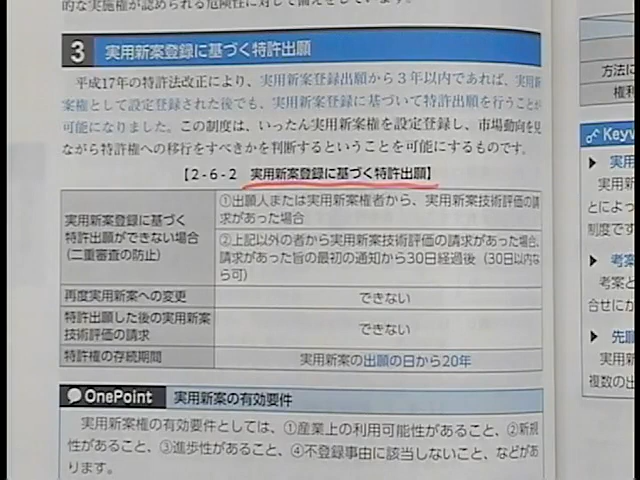 的な実施権が認められる危険性に対して備えをしています。
3 実用新案登録に基づく特許出願
平成17年の特許法改正により、実用新案登録出願から3年以内であれば、実用新
案権として設定登録された後でも、実用新案登録に基づいて特許出願を行うことが
可能になりました。この制度は、いったん実用新案権を設定登録し、市場動向を見
ながら特許権への移行をすべきかを判断するということを可能にするものです。
【2-6-2 実用新案登録に基づく特許出願】
実用新案登録に基づく
特許出願ができない場合
(二重審査の防止)
①出願人または実用新案権者から、実用新案技術評価の請
求があった場合
②上記以外の者から実用新案技術評価の請求があった場合、
請求があった旨の最初の通知から30日経過後(30日以内な
ら可)
再度実用新案への変更 できない
特許出願した後の実用新案
技術評価の請求
できない
特許権の存続期間 実用新案の出願の日から20年
OnePoint 実用新案の有効要件
実用新案権の有効要件としては、①産業上の利用可能性があること、②新規
性があること、③進歩性があること、④不登録事由に該当しないこと、などがあ
ります。
方法に
権利
Keyw
実用
実用新
とによっ
制度です
考案
考案と
合せにか
先願
実用新
複数の出